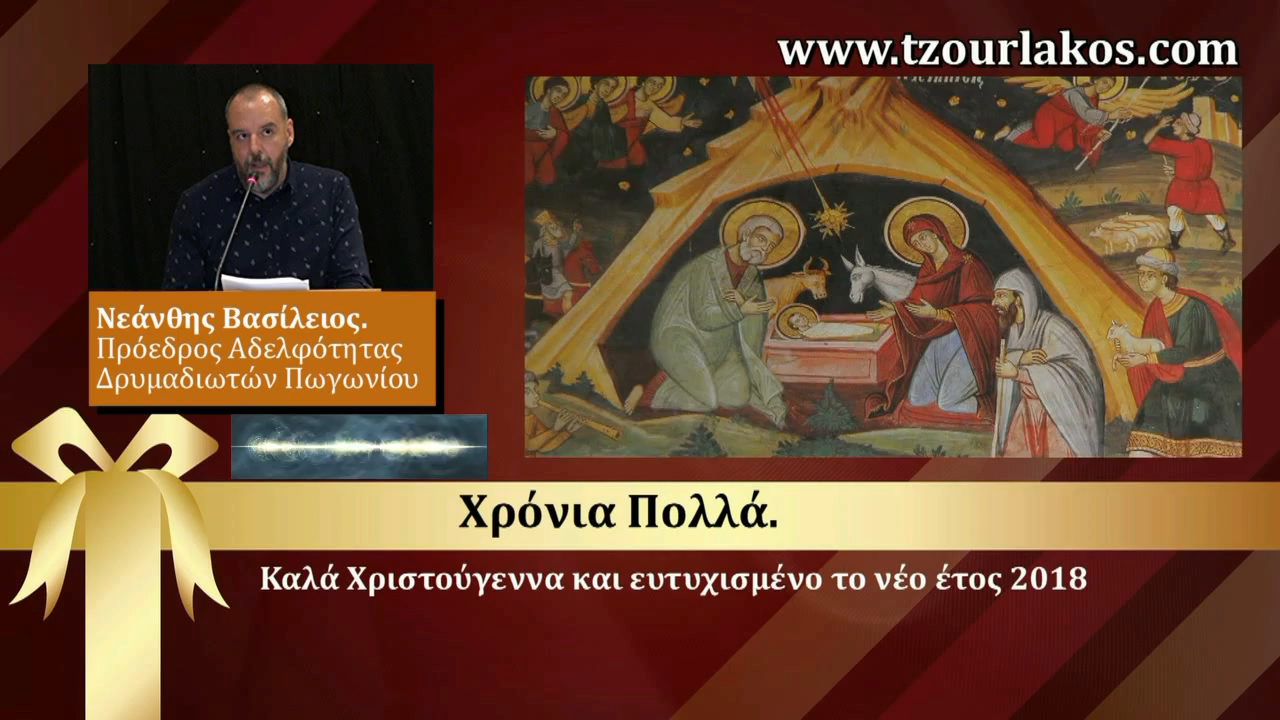 www.tzourlakos.com
Νεάνθης Βασίλειος.
Πρόεδρος Αδελφότητας
Δρυμαδιωτών Πωγωνίου
Χρόνια Πολλά.
Καλά Χριστούγεννα και ευτυχισμένο το νέο έτος 2018